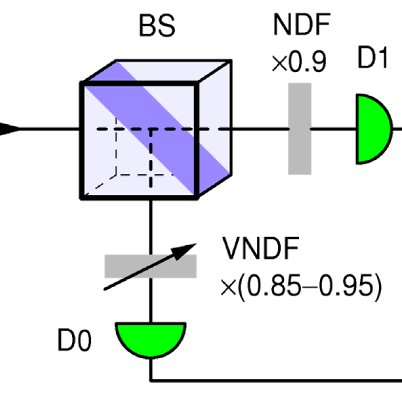 BS
NDF
×0.9
D1
VNDF
×(0.85–0.95)
D0